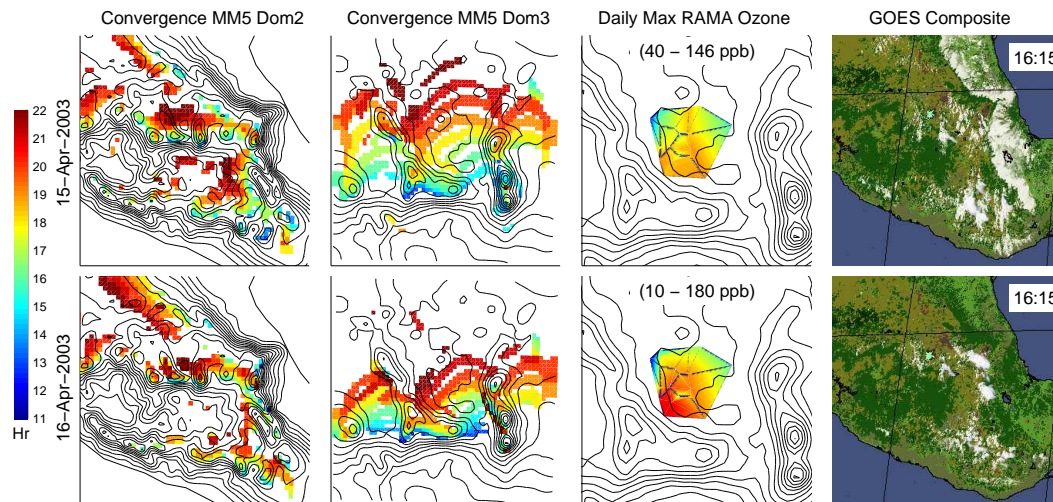 Convergence MM5 Dom2
Convergence MM5 Dom3
Daily Max RAMA Ozone
GOES Composite
15−Apr−2003
(40 − 146 ppb)
16:15
22
21
20
19
18
17
16
15
14
13
12
11
Hr
16−Apr−2003
(10 − 180 ppb)
16:15